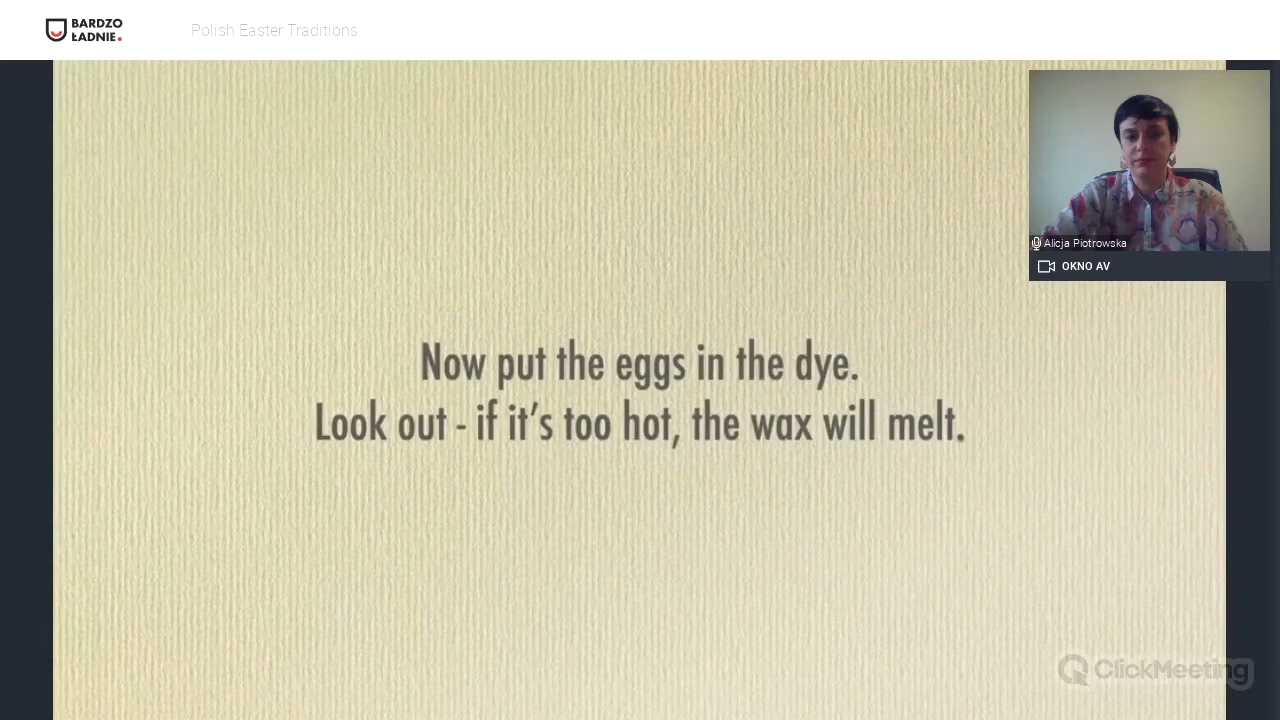 BARDZO
ŁADNIE.
Polish Easter Traditions
Alicja Piotrowska
OKNO AV
Now put the eggs in the dye.
Look out - if it's too hot, the wax will melt.
ClickMeeting